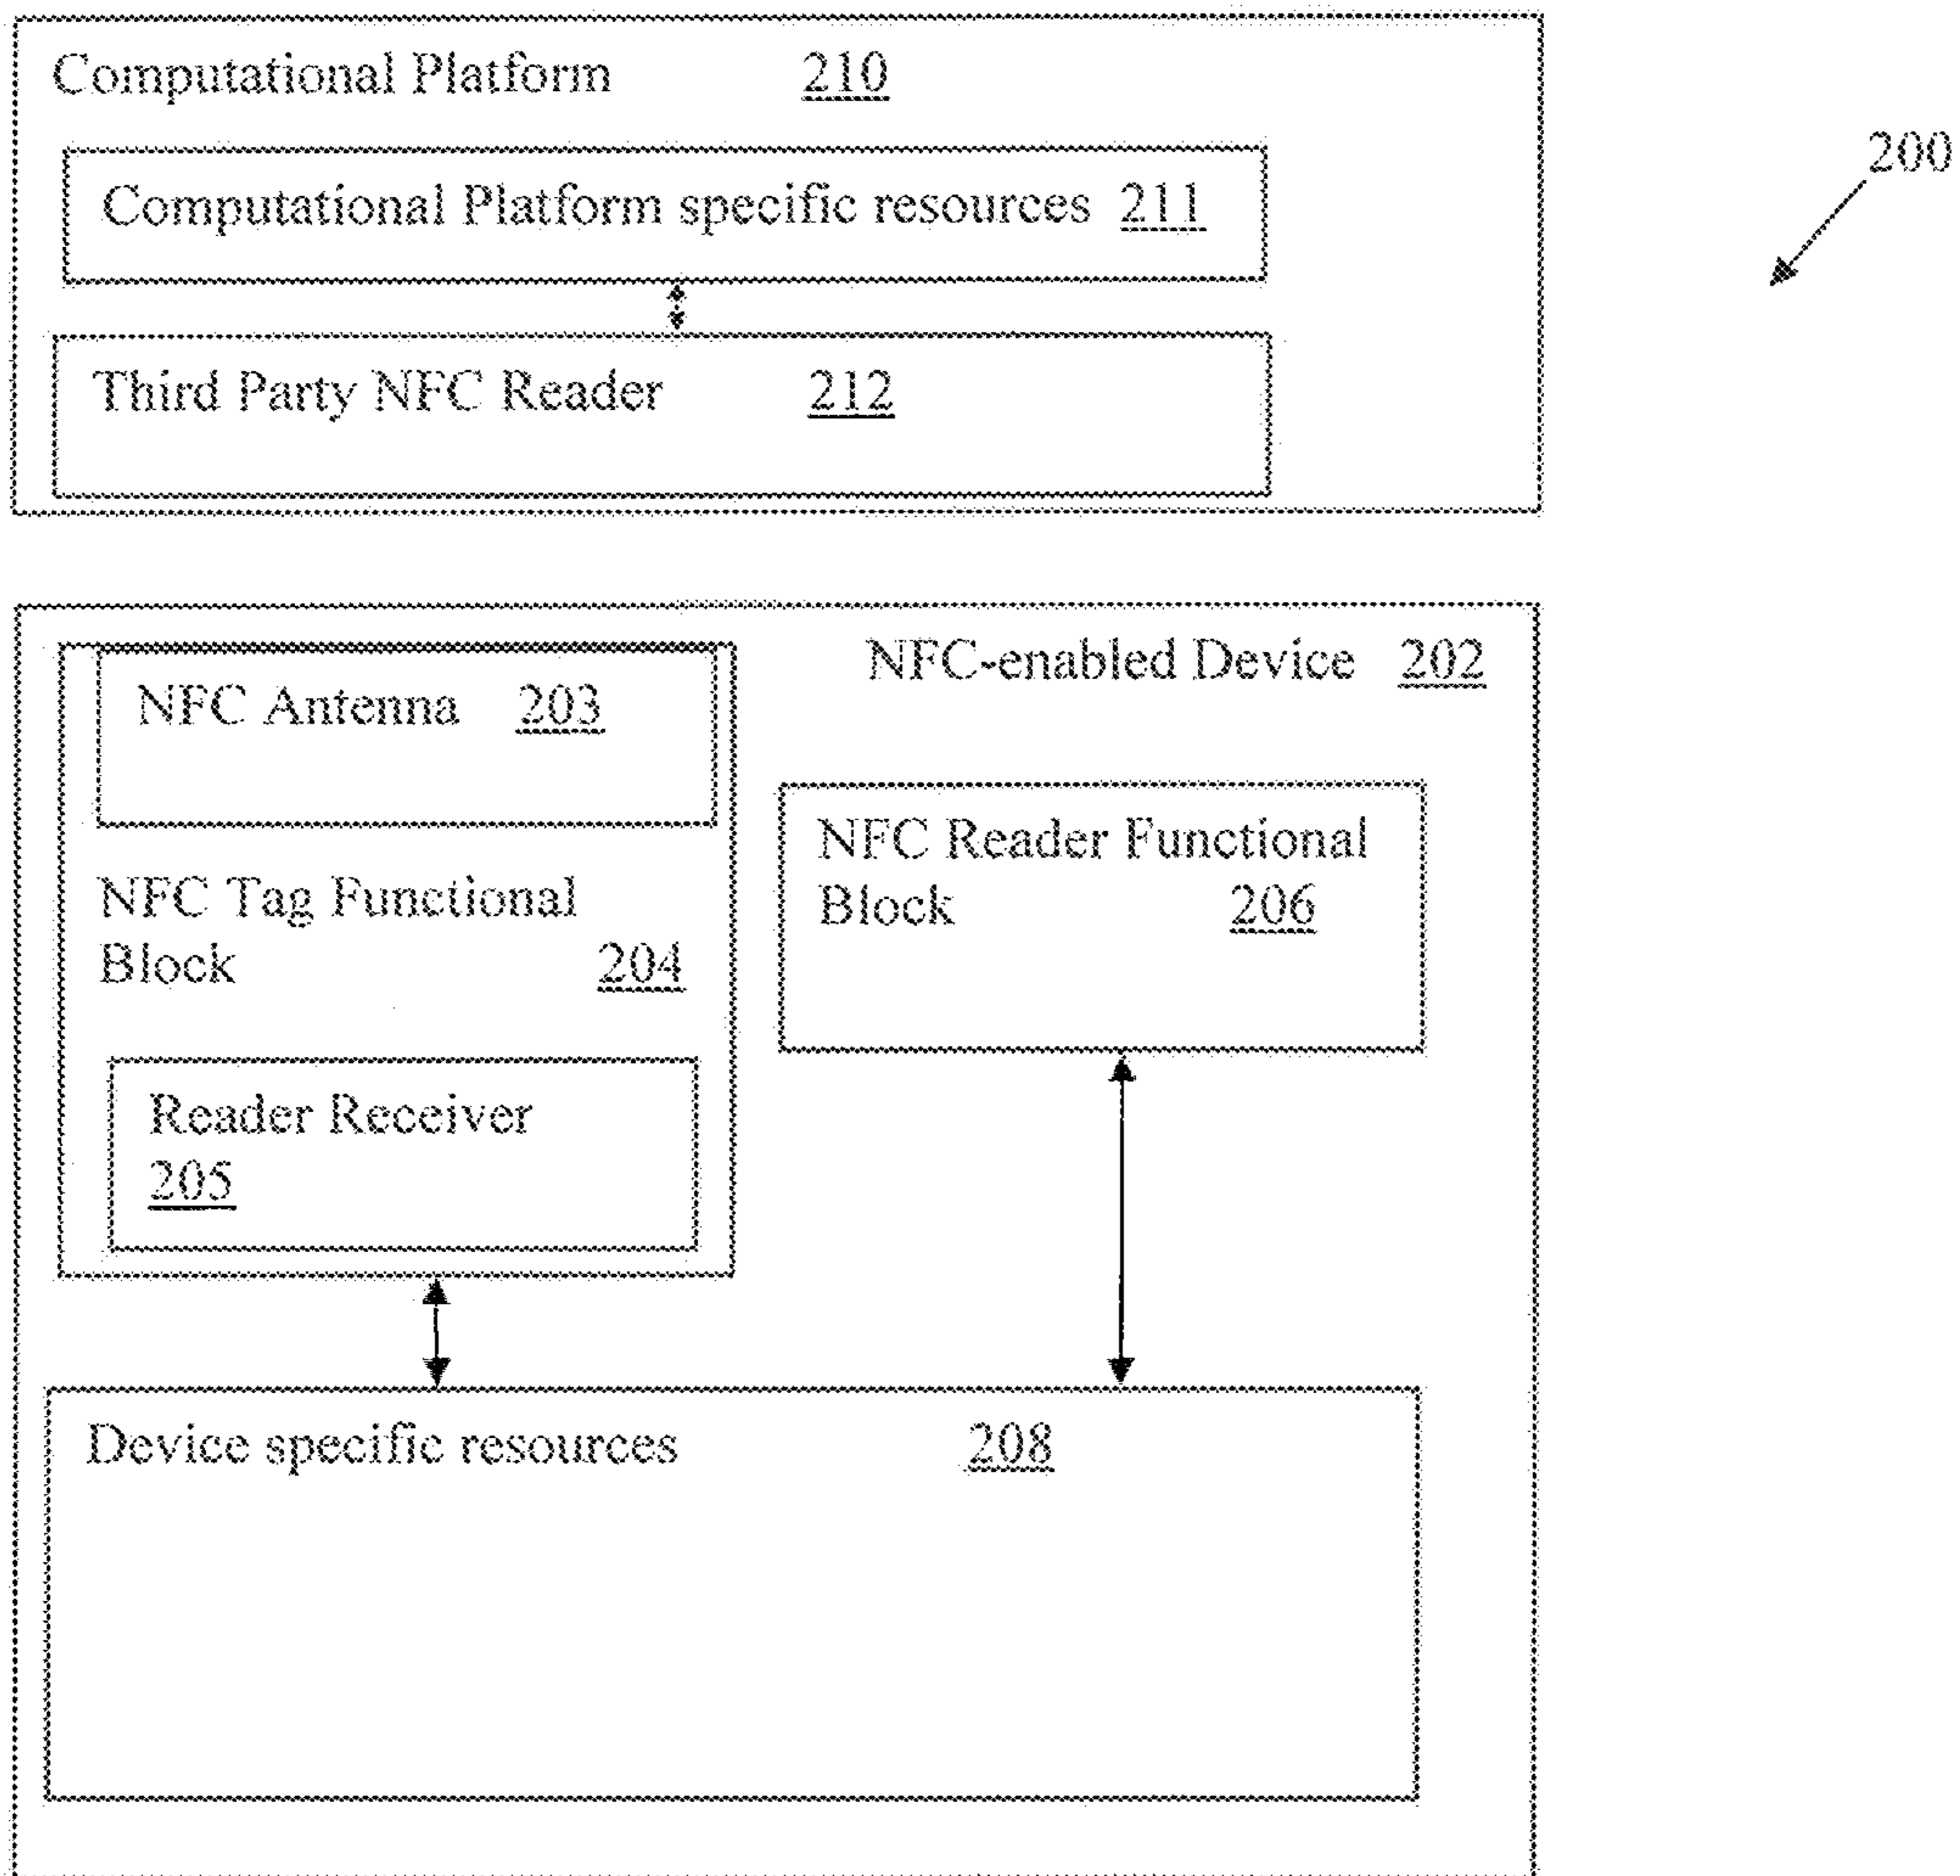 Computational Platform 210
200
Computational Platform specific resources 211
Third Party NFC Reader 212
NFC-enabled Device 202
NFC Antenna 203
NFC Tag Functional
Block 204
Reader Receiver
205
NFC Reader Functional
Block 206
Device specific resources 208